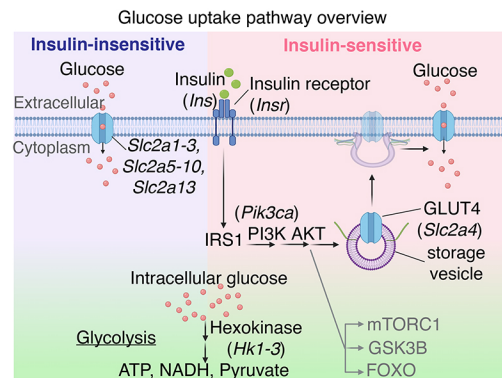 Glucose uptake pathway overview
Insulin-insensitive
Insulin-sensitive
Glucose
Insulin
(Ins)
Insulin receptor
(Insr)
Glucose
Extracellular
Cytoplasm
Slc2a1-3,
Slc2a5-10,
Slc2a13
(Pik3ca)
IRS1 PI3K AKT
GLUT4
(Slc2a4)
storage
vesicle
Intracellular glucose
Glycolysis
Hexokinase
(Hk1-3)
ATP, NADH, Pyruvate
mTORC1
GSK3B
FOXO